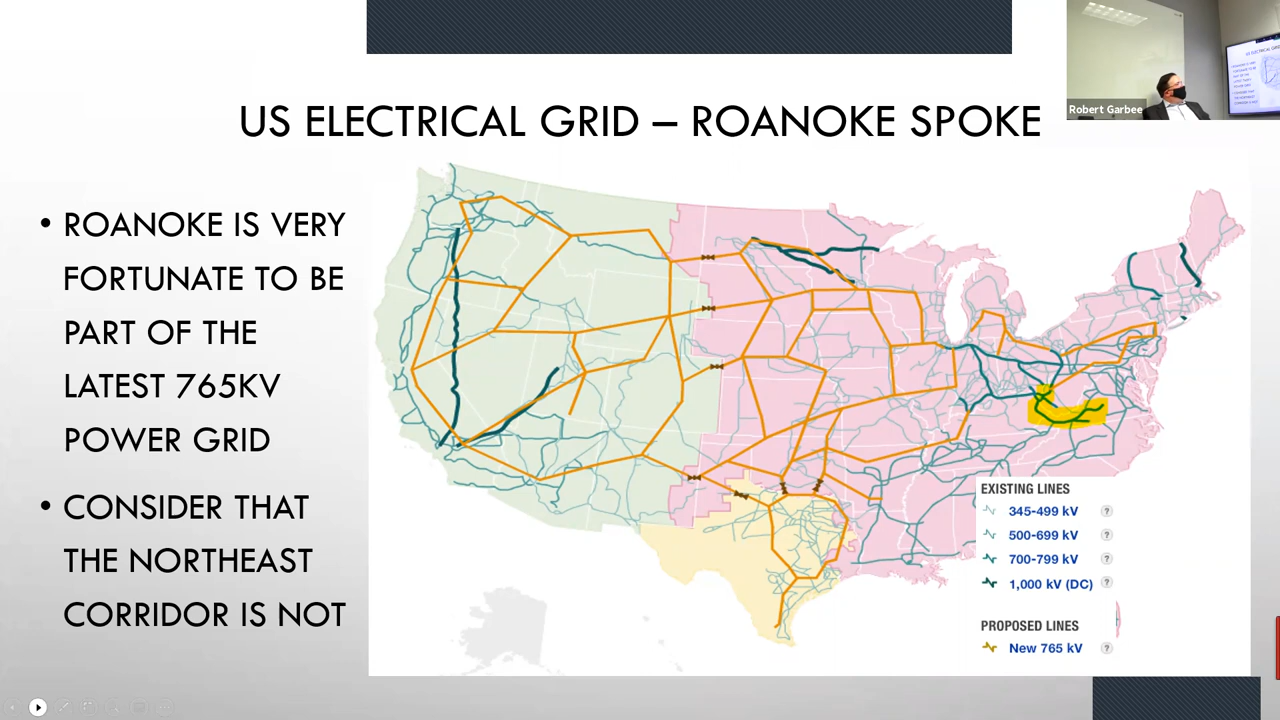 US ELECTRICAL GRID – ROANOKE SPOKE
Robert Garbee
• ROANOKE IS VERY
FORTUNATE TO BE
PART OF THE
LATEST 765KV
POWER GRID
• CONSIDER THAT
THE NORTHEAST
CORRIDOR IS NOT
EXISTING LINES
345-499 kV ?
500-699 kV ?
700-799 kV ?
1,000 kV (DC) ?
PROPOSED LINES
New 765 kV ?